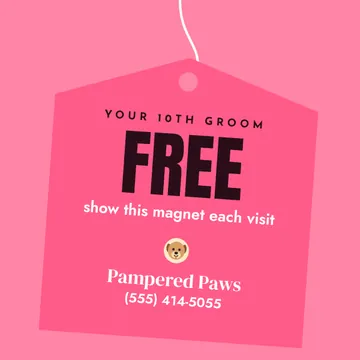 YOUR 10TH GROOM
FREE
show this magnet each visit
Pampered Paws
(555) 414-5055